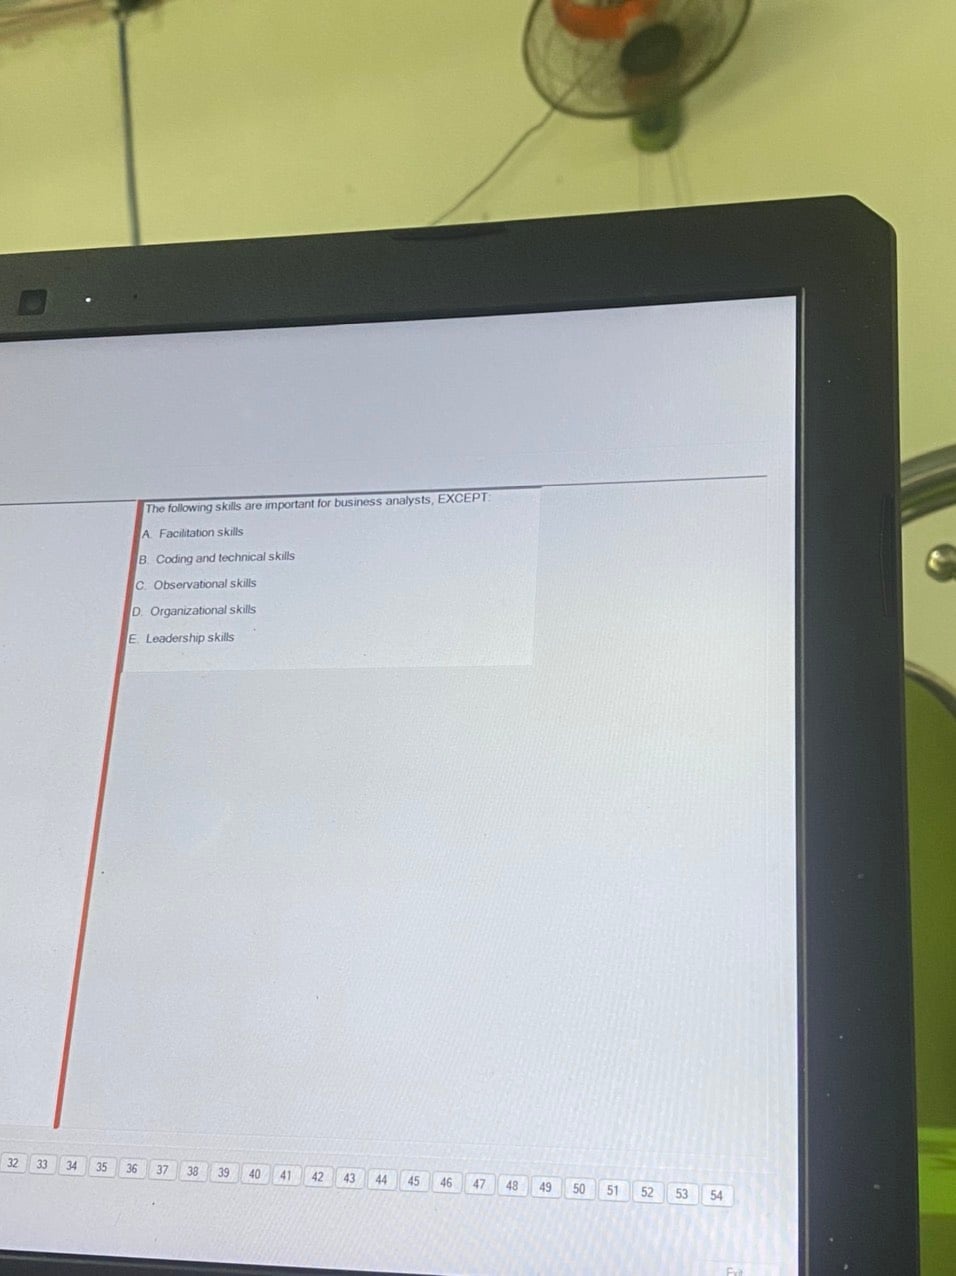 The following skills are important for business analysts, EXCEPT:
A. Facilitation skills
B. Coding and technical skills
C. Observational skills
D. Organizational skills
E. Leadership skills
32 33 34 35 36 37 38 39 40 41 42 43 44 45 46 47 48 49 50 51 52 53 54
Exit